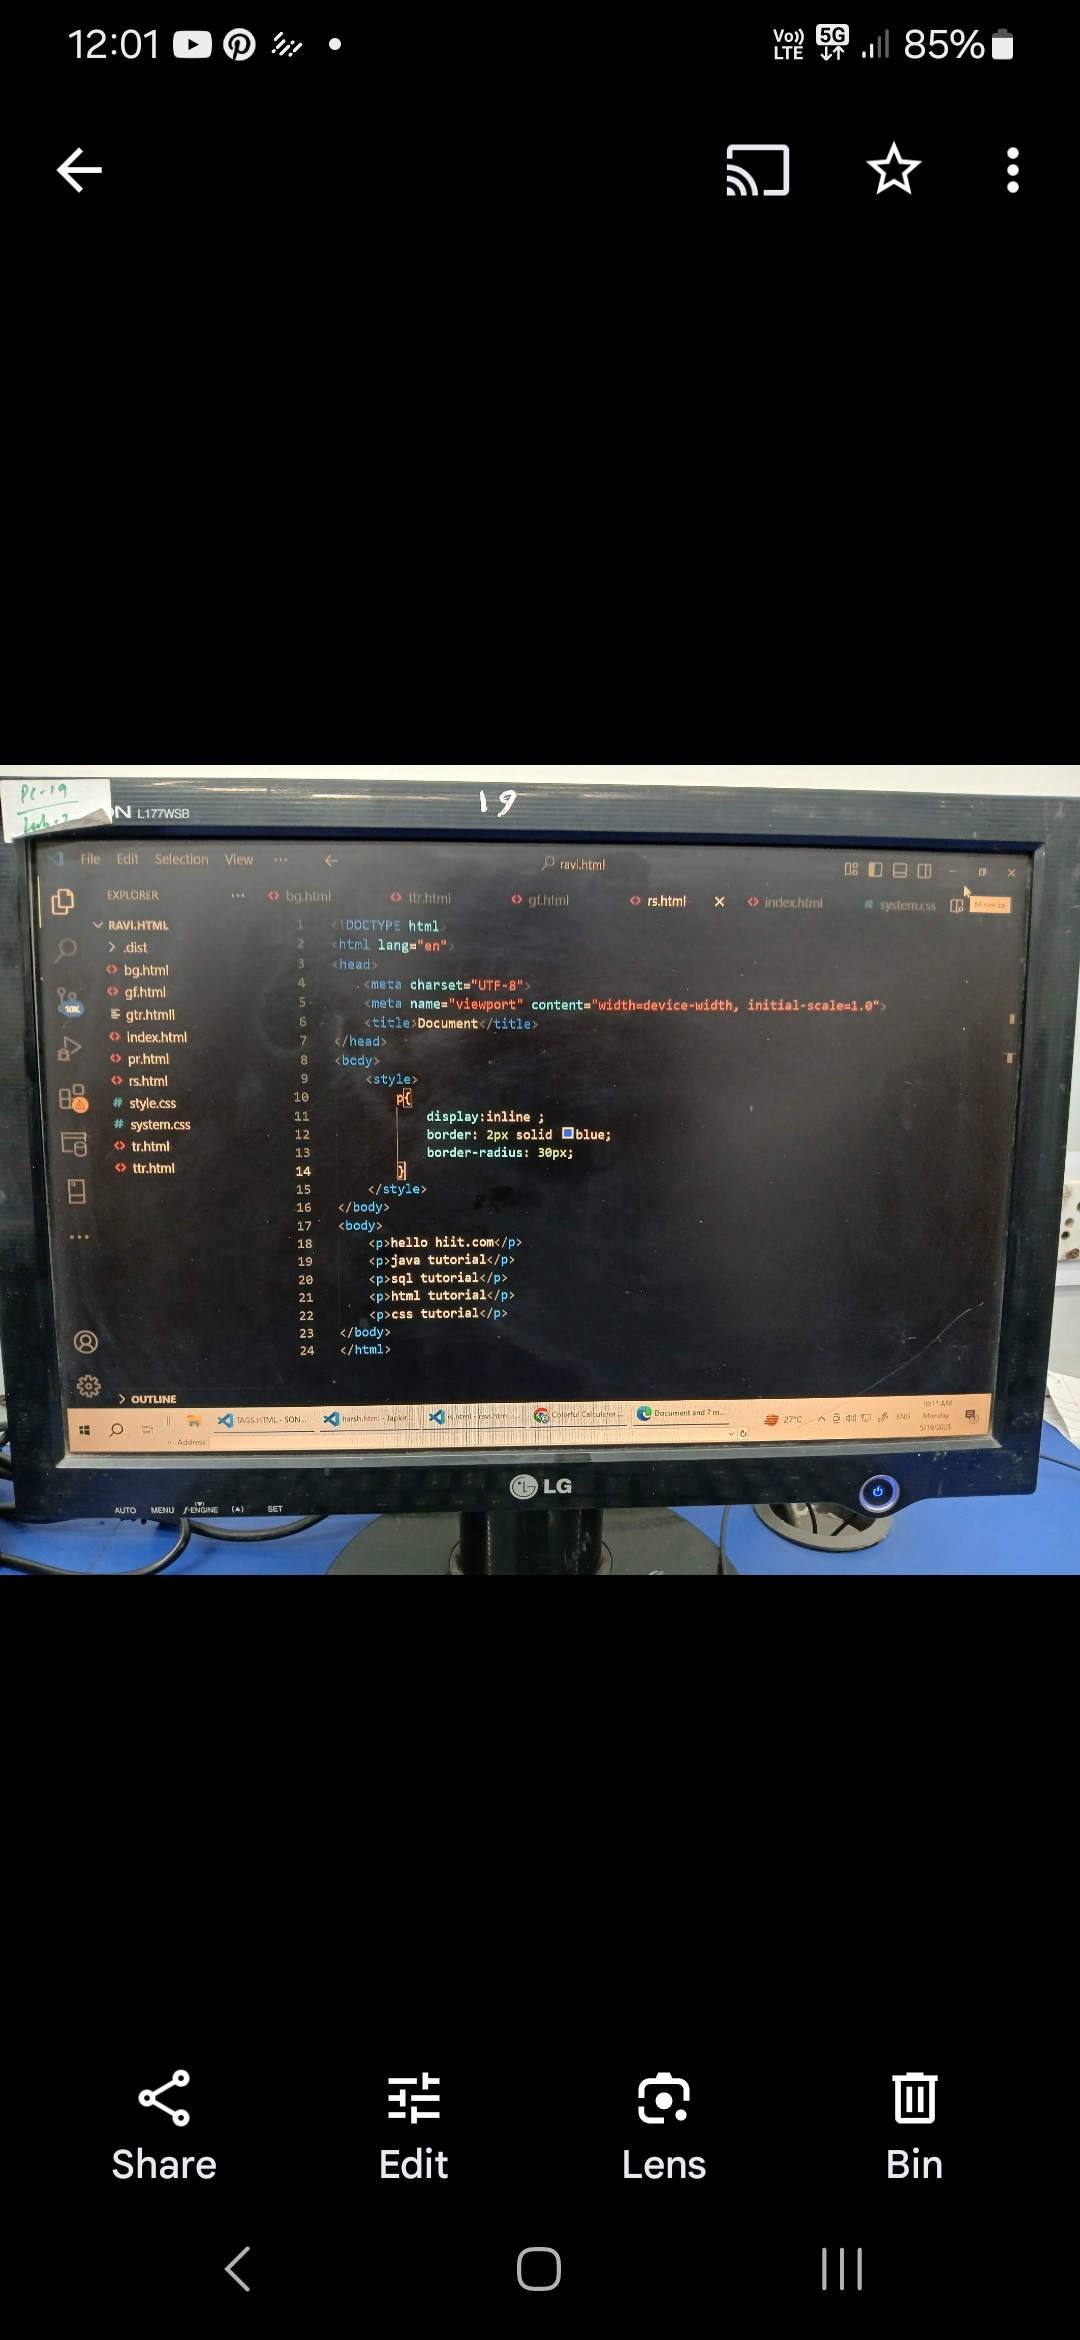 12:01
Vo)) LTE 5G 85%
PC-19
19
L177WSB
File Edit Selection View ... ravi.html
EXPLORER ... bg.html ttr.html gf.html rs.html index.html system.css
Minimize
RAVI.HTML
.dist
bg.html
gf.html
gtr.htmll
index.html
pr.html
rs.html
style.css
system.css
tr.html
ttr.html
10K
1 <!DOCTYPE html>
2 <html lang="en">
3 <head>
4 <meta charset="UTF-8">
5 <meta name="viewport" content="width=device-width, initial-scale=1.0">
6 <title>Document</title>
7 </head>
8 <body>
9 <style>
10 p{
11 display:inline ;
12 border: 2px solid blue;
13 border-radius: 30px;
14 }
15 </style>
16 </body>
17 <body>
18 <p>hello hiit.com</p>
19 <p>java tutorial</p>
20 <p>sql tutorial</p>
21 <p>html tutorial</p>
22 <p>css tutorial</p>
23 </body>
24 </html>
OUTLINE
TAGS.HTML - SON... harsh.html - Japkir... rs.html - ravi.html Colorful Calculator ... Document and 7 m... 27°C ENG
10:11 AM
Monday
5/19/2025
Address
LG
AUTO MENU f-ENGINE SET
Share Edit Lens Bin